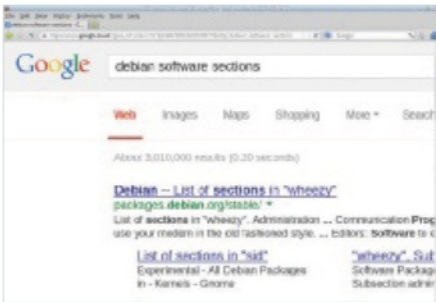 Google debian software sections
Web Images Maps Shopping More Search
About 3,010,000 results (0.20 seconds)
Debian -- List of sections in "wheezy"
packages.debian.org/stable/
List of sections in "wheezy". Administration ... Communication Prog
use your modem in the old fashioned style. ... Editors: Software to e
List of sections in "sid" "wheezy", Sub
Experimental - All Debian Packages Software Packag
in - Kernels - Gnome Subsection admin